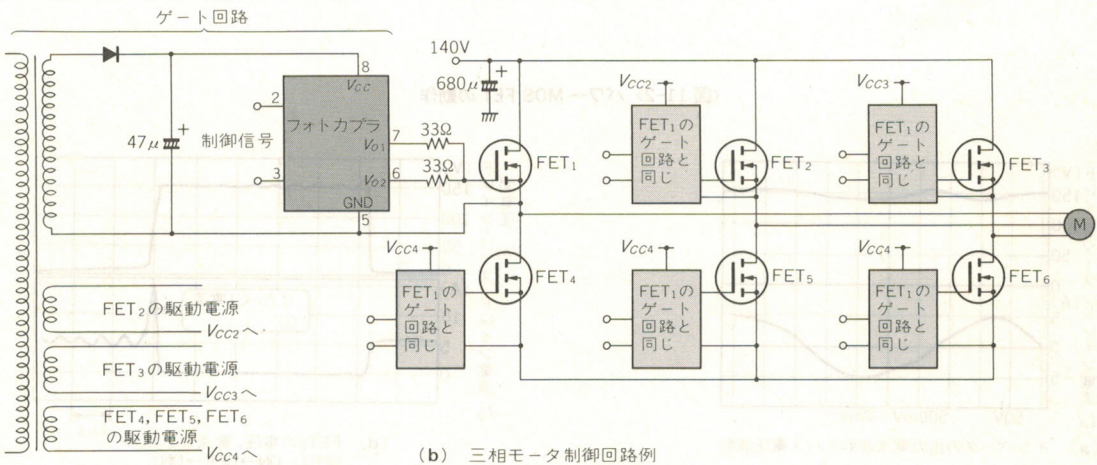 ゲート回路
140V
680μ
8
VCC
VCC2
VCC3
2
フォトカプラ
47μ
制御信号
7
VO1
33Ω
33Ω
6
VO2
3
GND
5
FET1
FET1の
ゲート
回路と
同じ
FET2
FET1の
ゲート
回路と
同じ
FET3
M
VCC4
VCC4
VCC4
FET1の
ゲート
回路と
同じ
FET4
FET1の
ゲート
回路と
同じ
FET5
FET1の
ゲート
回路と
同じ
FET6
FET2の駆動電源
VCC2へ
FET3の駆動電源
VCC3へ
FET4, FET5, FET6
の駆動電源
VCC4へ
(b) 三相モータ制御回路例